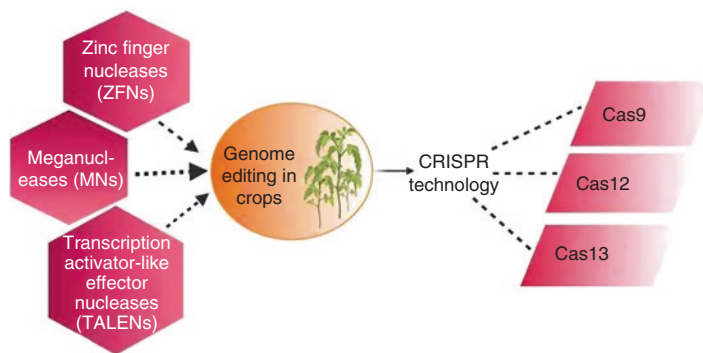 Zinc finger
nucleases
(ZFNs)
Meganucl-
eases (MNs)
Transcription
activator-like
effector
nucleases
(TALENs)
Genome
editing in
crops
CRISPR
technology
Cas9
Cas12
Cas13